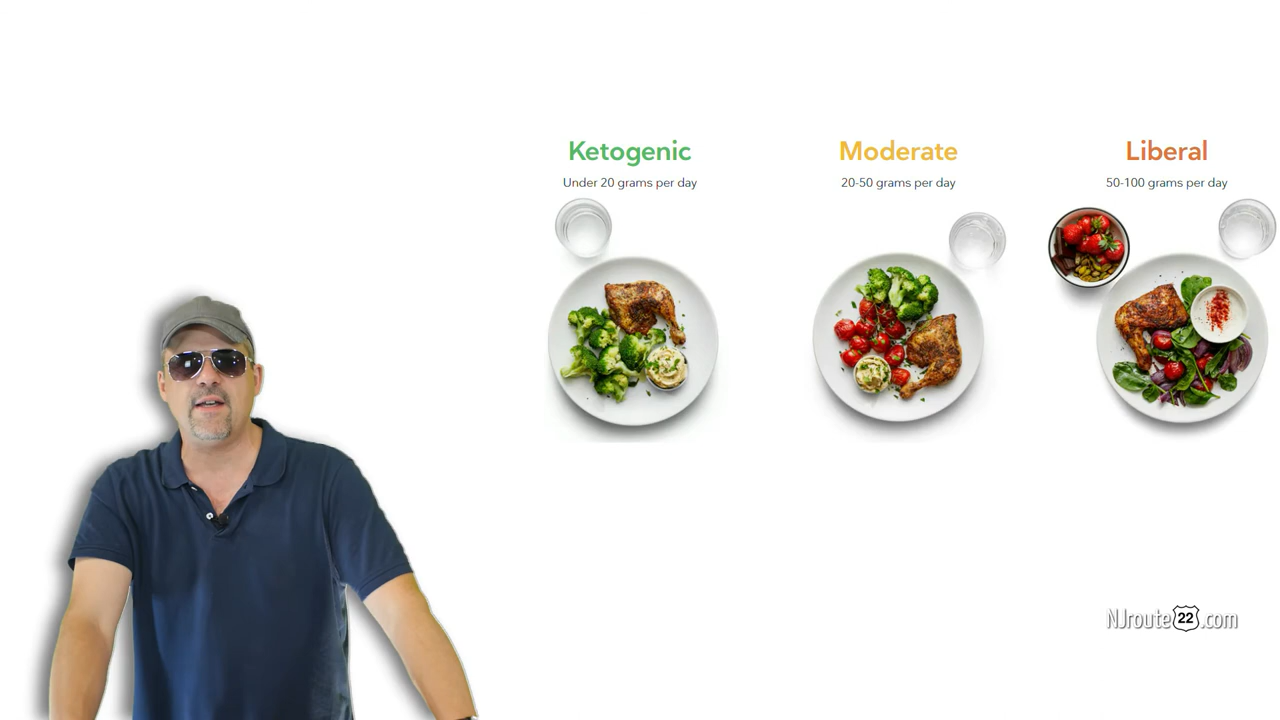 Ketogenic
Under 20 grams per day
Moderate
20-50 grams per day
Liberal
50-100 grams per day
NJroute22.com